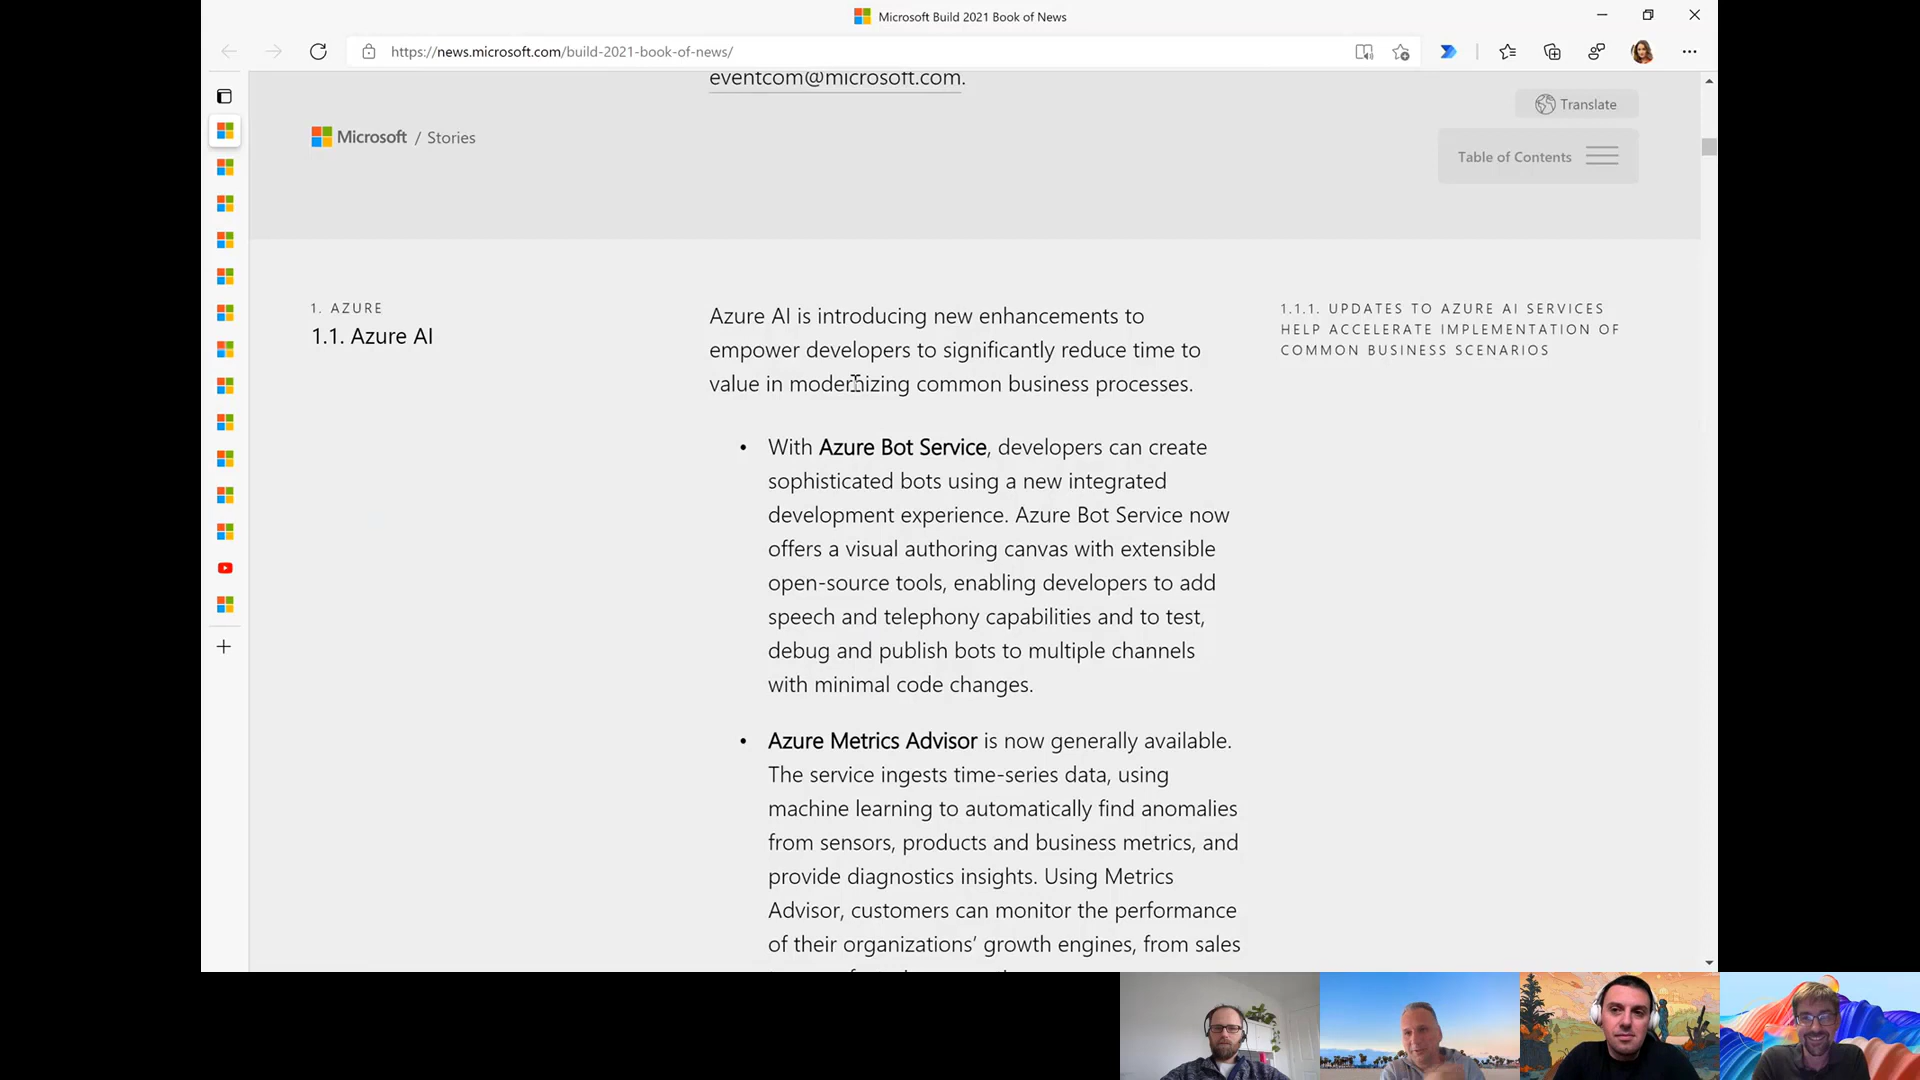 Microsoft Build 2021 Book of News
https://news.microsoft.com/build-2021-book-of-news/
eventcom@microsoft.com.
Translate
Microsoft / Stories
Table of Contents
1. AZURE
1.1. Azure AI
Azure AI is introducing new enhancements to
empower developers to significantly reduce time to
value in modernizing common business processes.
• With Azure Bot Service, developers can create
sophisticated bots using a new integrated
development experience. Azure Bot Service now
offers a visual authoring canvas with extensible
open-source tools, enabling developers to add
speech and telephony capabilities and to test,
debug and publish bots to multiple channels
with minimal code changes.
• Azure Metrics Advisor is now generally available.
The service ingests time-series data, using
machine learning to automatically find anomalies
from sensors, products and business metrics, and
provide diagnostics insights. Using Metrics
Advisor, customers can monitor the performance
of their organizations’ growth engines, from sales
1.1.1. UPDATES TO AZURE AI SERVICES
HELP ACCELERATE IMPLEMENTATION OF
COMMON BUSINESS SCENARIOS